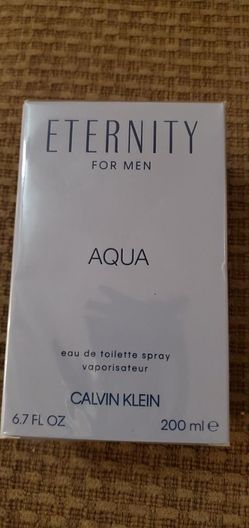 ETERNITY
FOR MEN
AQUA
eau de toilette spray
vaporisateur
CALVIN KLEIN
6.7 FL OZ 200 ml ℮